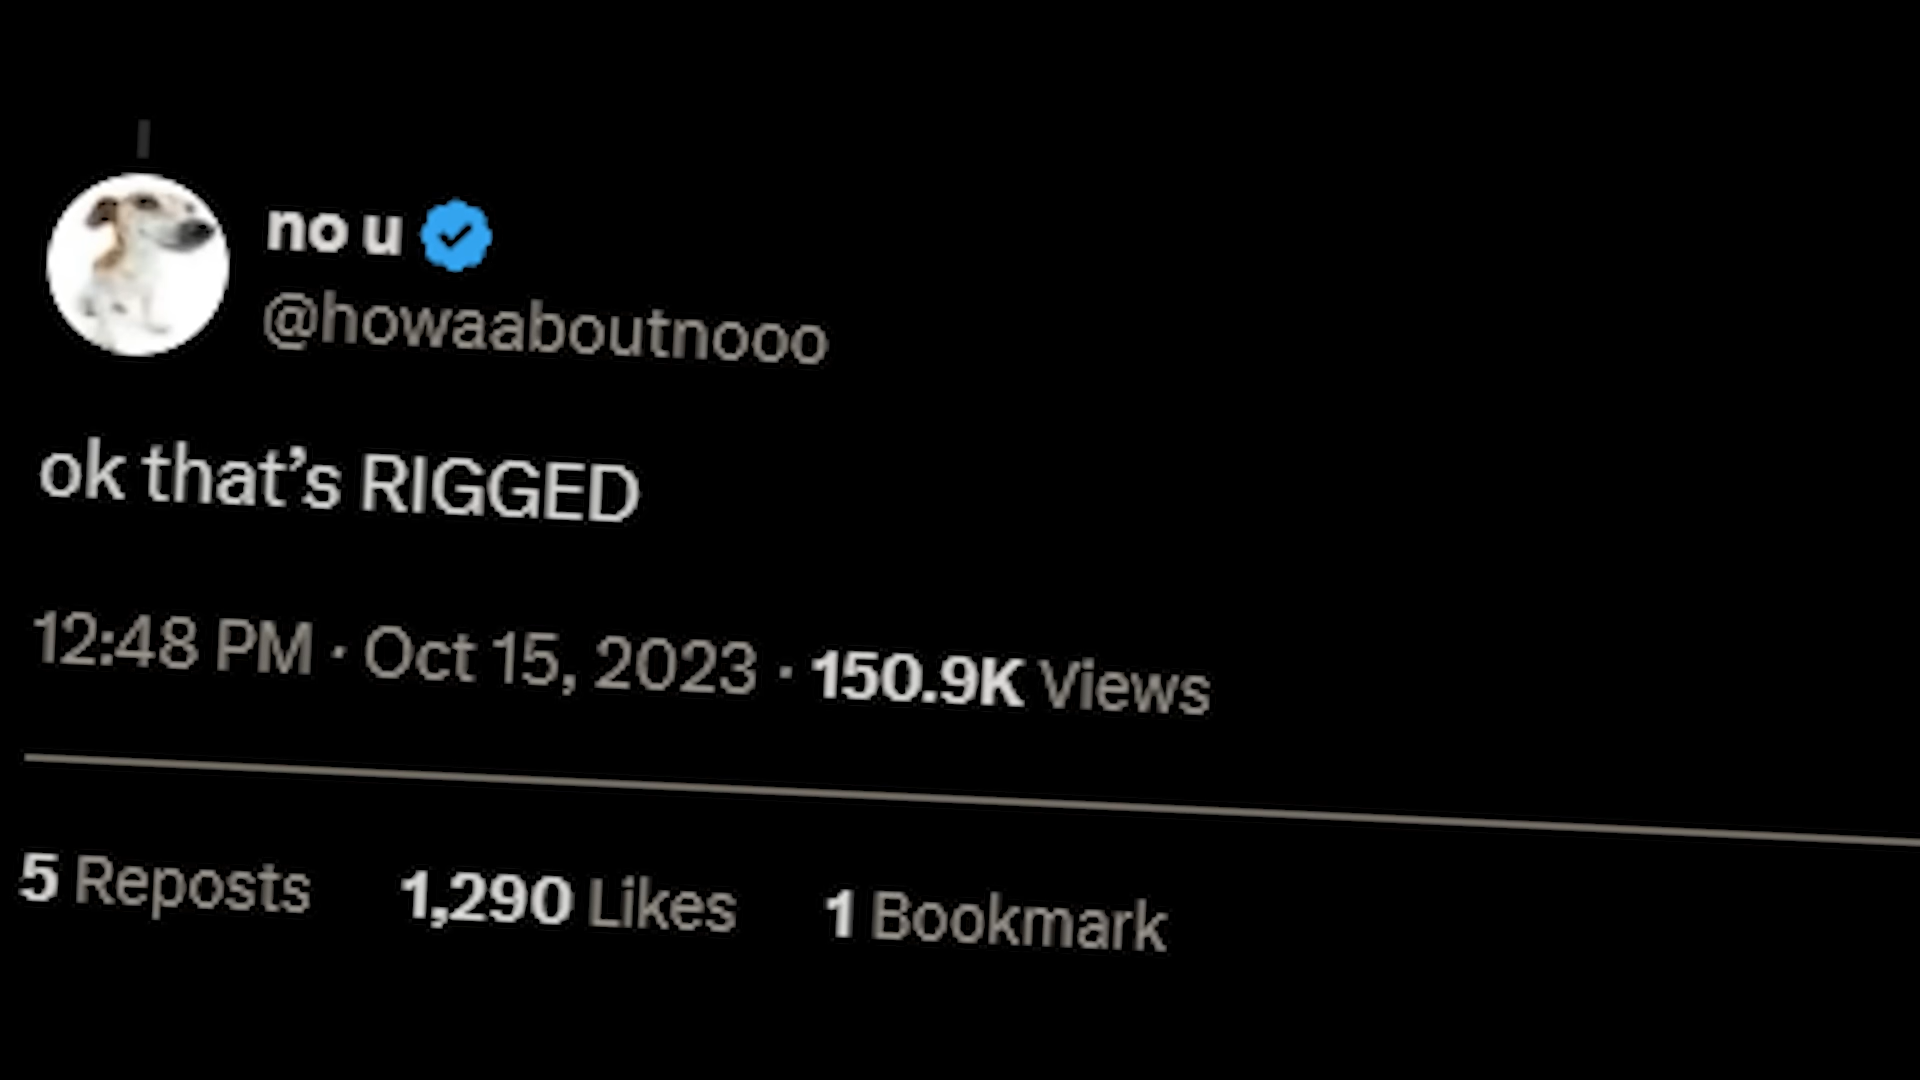 no u
@howaaboutnooo
ok that’s RIGGED
12:48 PM · Oct 15, 2023 · 150.9K Views
5 Reposts 1,290 Likes 1 Bookmark